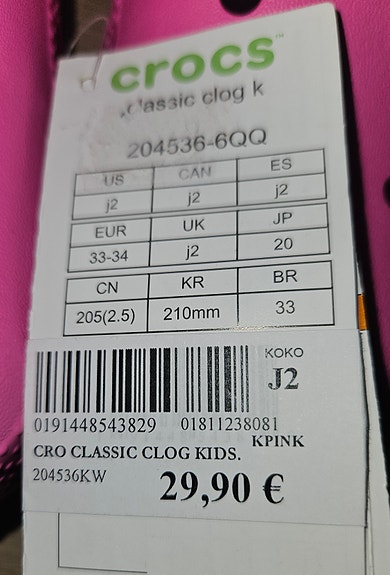 crocs™
classic clog k
204536-6QQ
US CAN ES
j2 j2 j2
EUR UK JP
33-34 j2 20
CN KR BR
205(2.5) 210mm 33
KOKO
J2
0191448543829 01811238081
KPINK
CRO CLASSIC CLOG KIDS.
204536KW
29,90 €